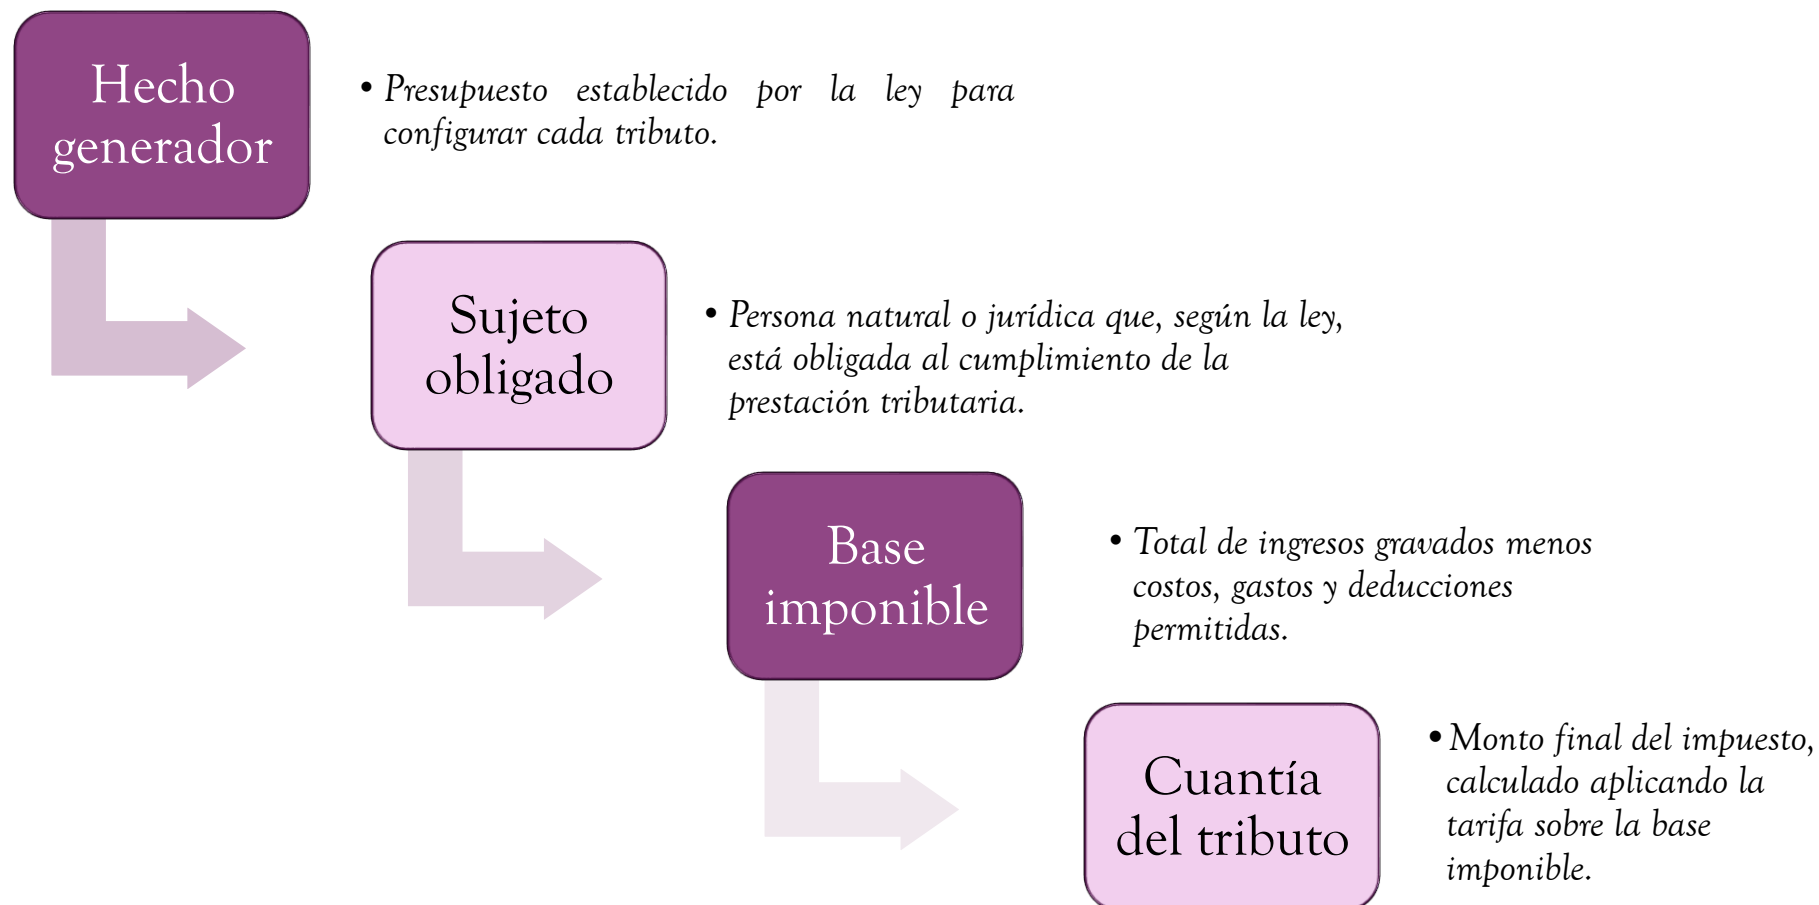 Hecho
generador
• Presupuesto establecido por la ley para
configurar cada tributo.
Sujeto
obligado
• Persona natural o jurídica que, según la ley,
está obligada al cumplimiento de la
prestación tributaria.
Base
imponible
• Total de ingresos gravados menos
costos, gastos y deducciones
permitidas.
Cuantía
del tributo
• Monto final del impuesto,
calculado aplicando la
tarifa sobre la base
imponible.